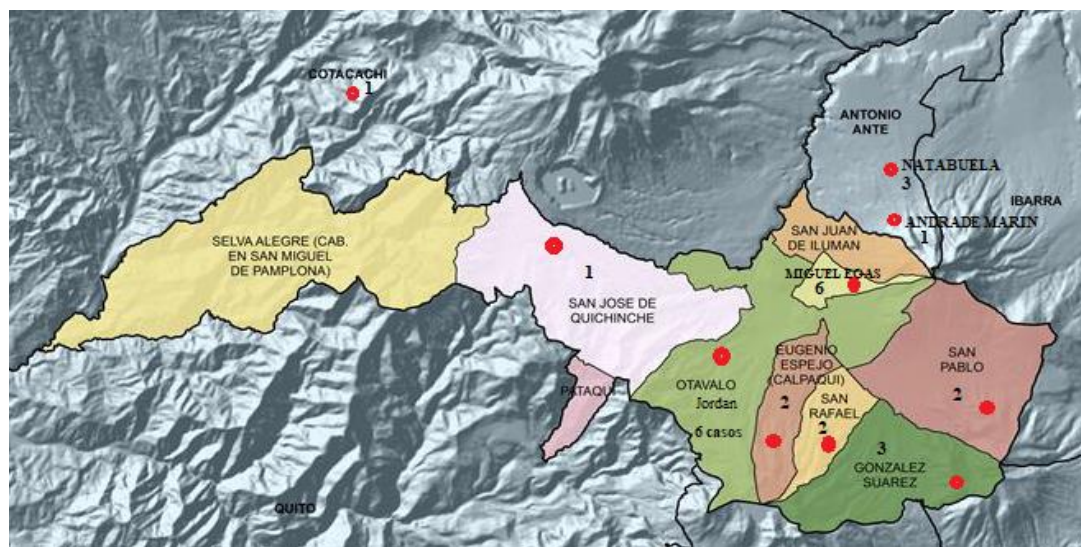 COTACACHI
1
ANTONIO
ANTE
NATABUELA
3
IBARRA
ANDRADE MARIN
1
SELVA ALEGRE (CAB.
EN SAN MIGUEL
DE PAMPLONA)
SAN JUAN
DE ILUMAN
MIGUEL EGAS
6
1
SAN JOSE DE
QUICHINCHE
EUGENIO
ESPEJO
(CALPAQUI)
2
SAN
PABLO
2
PATAQUI
OTAVALO
Jordan
6 casos
SAN
RAFAEL
2
3
GONZALEZ
SUAREZ
QUITO